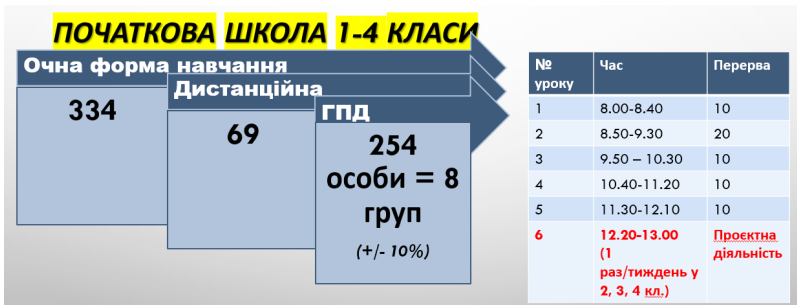 ПОЧАТКОВА ШКОЛА 1-4 КЛАСИ
Очна форма навчання
334
Дистанційна
69
ГПД
254
особи = 8
груп
(+/- 10%)
№ уроку Час Перерва
1 8.00-8.40 10
2 8.50-9.30 20
3 9.50 – 10.30 10
4 10.40-11.20 10
5 11.30-12.10 10
6 12.20-13.00 Проєктна
(1 діяльність
раз/тиждень у
2, 3, 4 кл.)